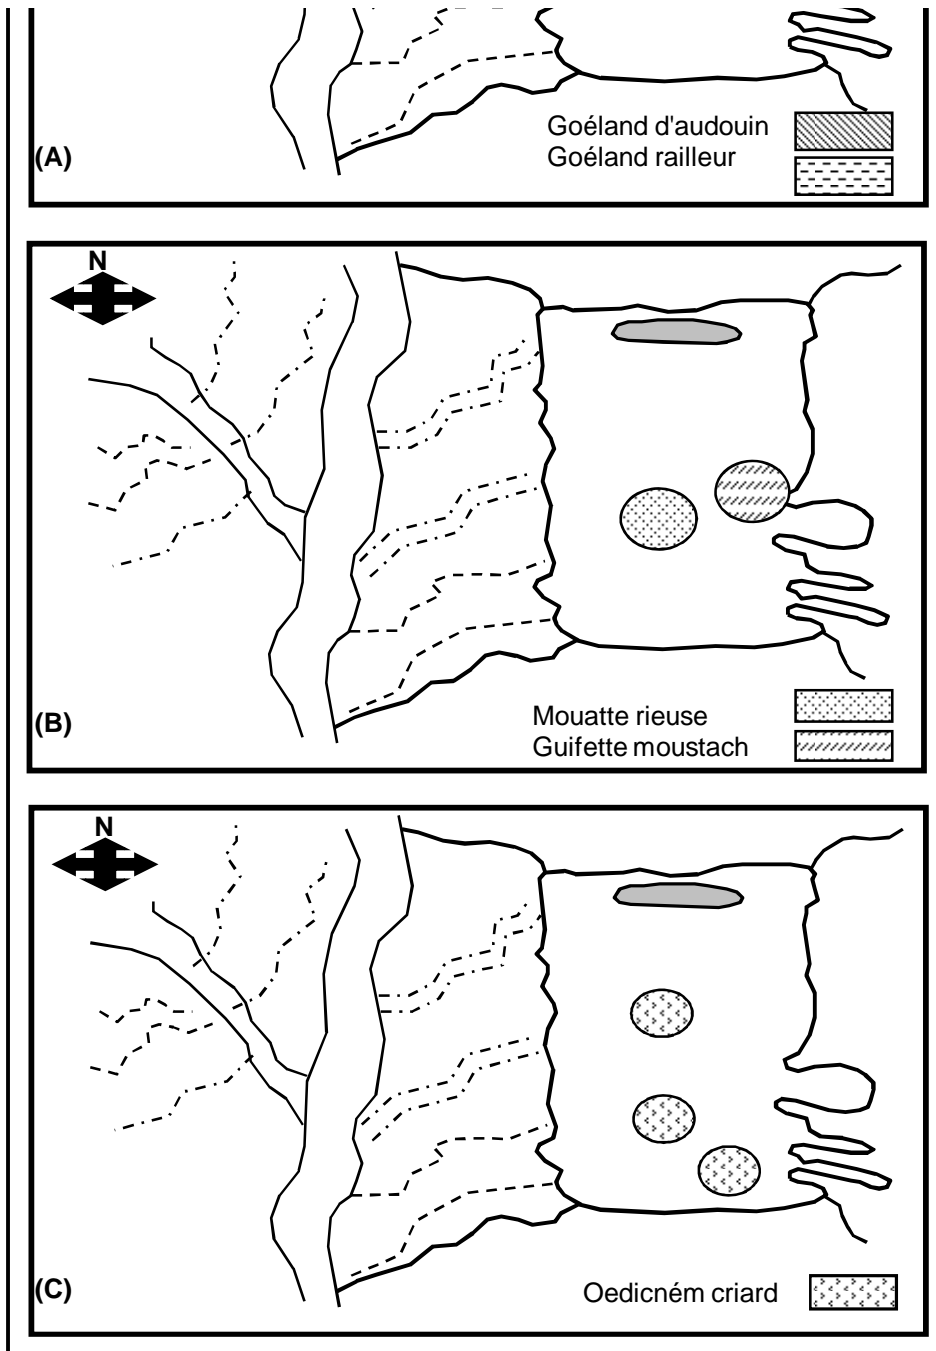 Goéland d'audouin
Goéland railleur
(A)
N
Mouatte rieuse
Guifette moustach
(B)
N
Oedicném criard
(C)